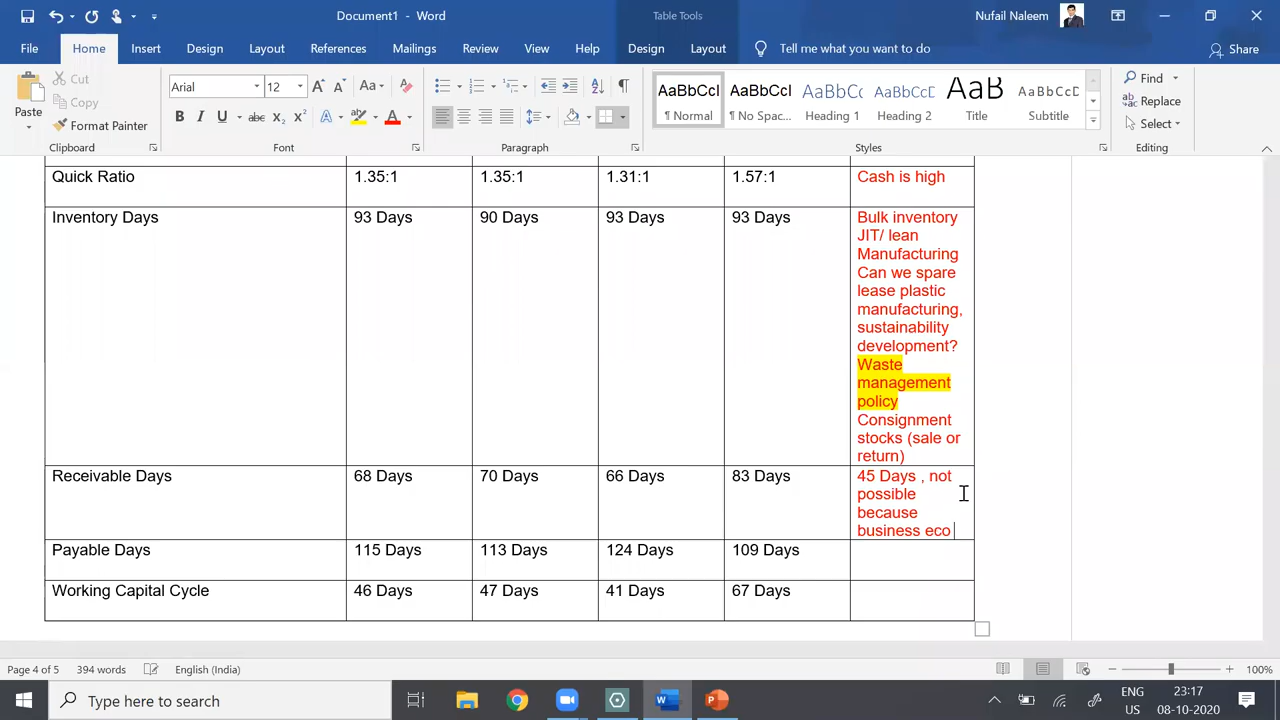 Document1 - Word
Table Tools
Nufail Naleem
File Home Insert Design Layout References Mailings Review View Help Design Layout Tell me what you want to do Share
Paste
Cut
Copy
Format Painter
Clipboard
Arial 12
Font
Paragraph
AaBbCcI AaBbCcI AaBbCc AaBbCcD AaB AaBbCcD
¶ Normal ¶ No Spac... Heading 1 Heading 2 Title Subtitle
Styles
Find
Replace
Select
Editing
Quick Ratio 1.35:1 1.35:1 1.31:1 1.57:1 Cash is high
Inventory Days 93 Days 90 Days 93 Days 93 Days Bulk inventory
JIT/ lean
Manufacturing
Can we spare
lease plastic
manufacturing,
sustainability
development?
Waste
management
policy
Consignment
stocks (sale or
return)
Receivable Days 68 Days 70 Days 66 Days 83 Days 45 Days , not
possible
because
business eco
Payable Days 115 Days 113 Days 124 Days 109 Days
Working Capital Cycle 46 Days 47 Days 41 Days 67 Days
Page 4 of 5 394 words English (India) 100%
Type here to search
ENG
US
23:17
08-10-2020